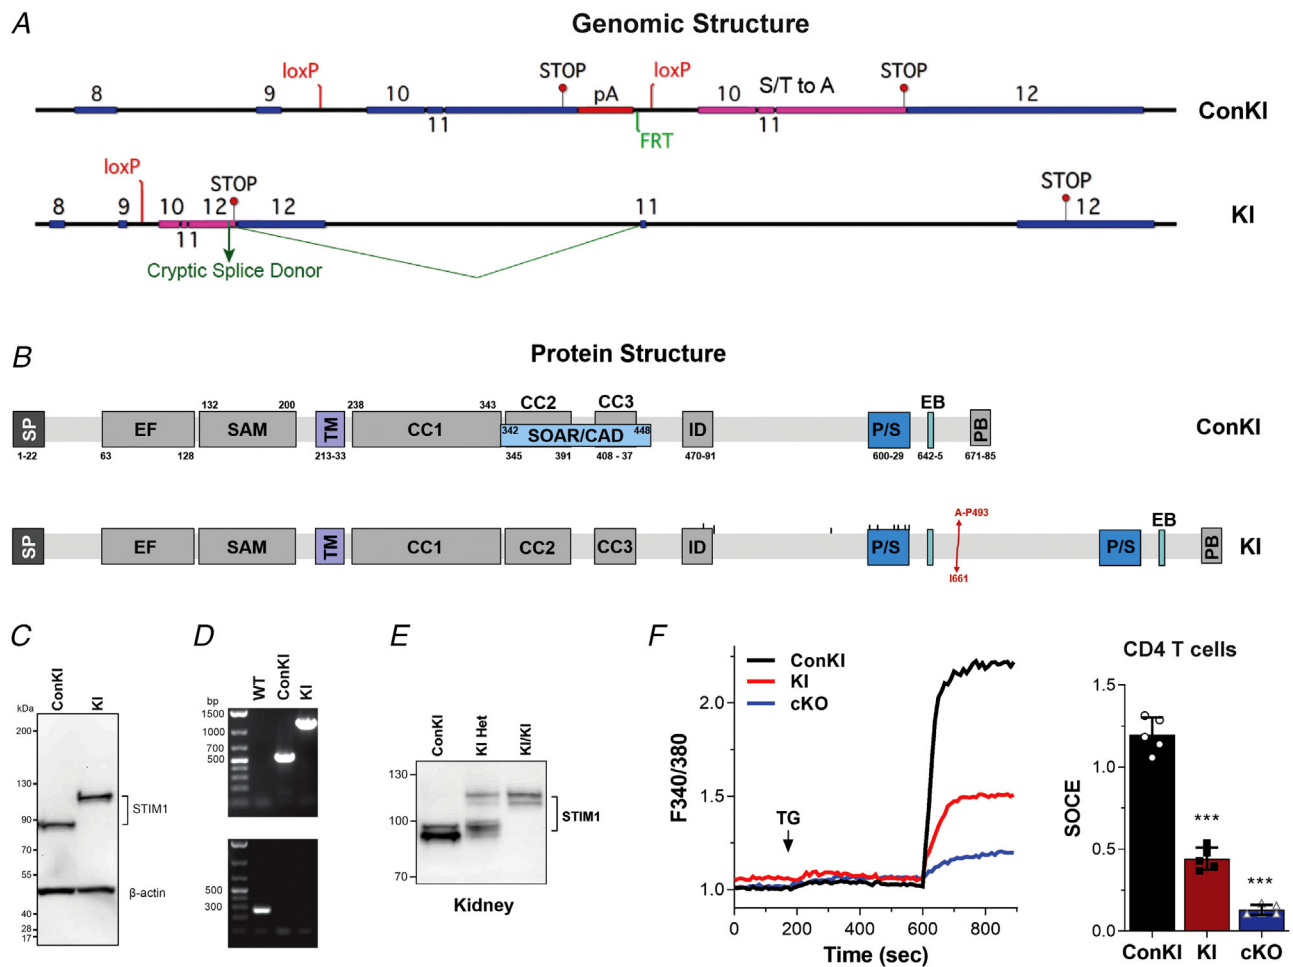 A
Genomic Structure
8
9
loxP
10
11
STOP
pA
loxP
FRT
10
11
S/T to A
STOP
12
ConKI
8
9
loxP
10
11
12
STOP
12
11
STOP
12
KI
Cryptic Splice Donor
B
Protein Structure
132 200 238 343 CC2 CC3 EB
SP EF SAM TM CC1 342 SOAR/CAD 448 ID P/S PB ConKI
1-22 63 128 213-33 345 391 408 - 37 470-91 600-29 642-5 671-85
A-P493 EB
SP EF SAM TM CC1 CC2 CC3 ID P/S P/S PB KI
I661
C
ConKI KI
kDa
200
130
90
70
55
40
28
17
STIM1
β-actin
D
WT ConKI KI
bp
1500
1000
700
500
500
300
E
ConKI KI Het KI/KI
130
100
70
STIM1
Kidney
F
ConKI
KI
cKO
F340/380
2.0
1.5
1.0
TG
0 200 400 600 800
Time (sec)
CD4 T cells
SOCE
1.5
1.0
0.5
0.0
***
***
ConKI KI cKO